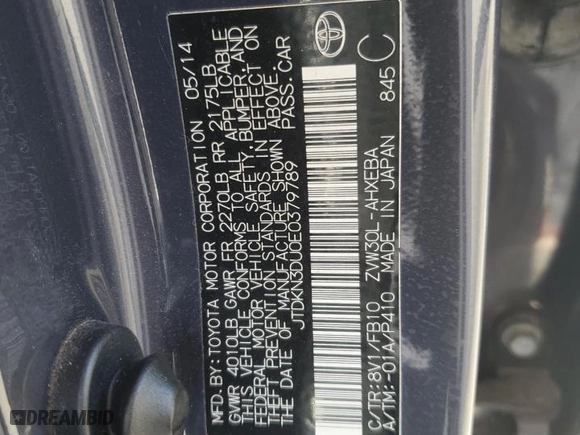 MFD. BY: TOYOTA MOTOR CORPORATION 05/14
GVWR 4010LB GAWR FR 2270LB RR 2175LB
THIS VEHICLE CONFORMS TO ALL APPLICABLE
FEDERAL MOTOR VEHICLE SAFETY, BUMPER, AND
THEFT PREVENTION STANDARDS IN EFFECT ON
THE DATE OF MANUFACTURE SHOWN ABOVE.
JTDKN3DU0E0379789 PASS. CAR
C/TR: 8V1/FB10 ZVW30L-AHXEBA
A/TM: -01A/P410 MADE IN JAPAN 845 C
DREAMBID